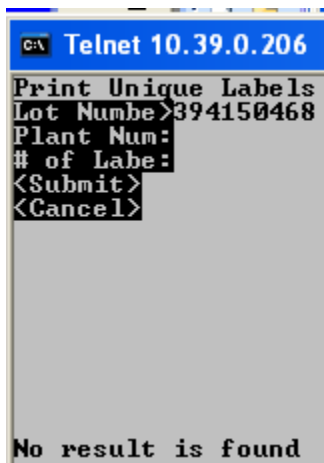 Telnet 10.39.0.206
Print Unique Labels
Lot Numbe>394150468
Plant Num:
# of Labe:
<Submit>
<Cancel>
No result is found